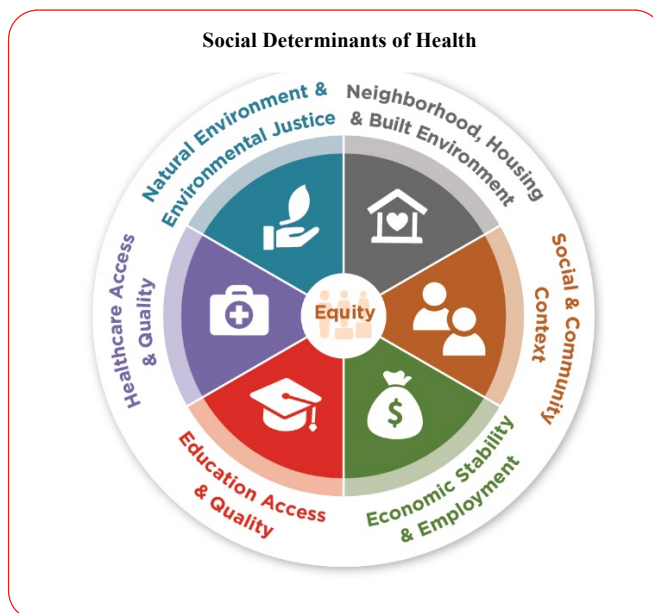 Social Determinants of Health
Natural Environment &
Environmental Justice
Neighborhood, Housing
& Built Environment
Social & Community
Context
Economic Stability
& Employment
Education Access
& Quality
Healthcare Access
& Quality
Equity
$